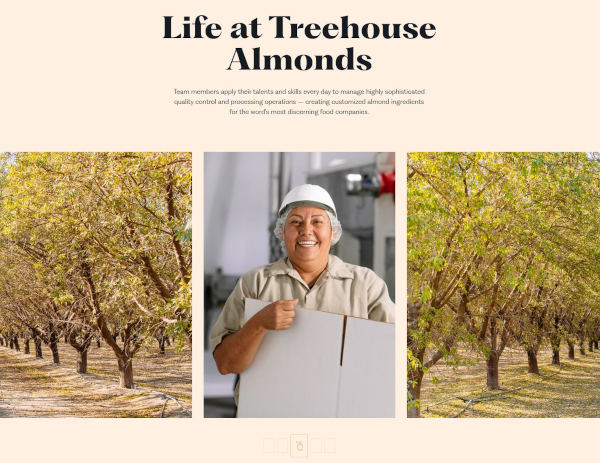 Life at Treehouse
Almonds
Team members apply their talents and skills every day to manage highly sophisticated
quality control and processing operations — creating customized almond ingredients
for the word's most discerning food companies.